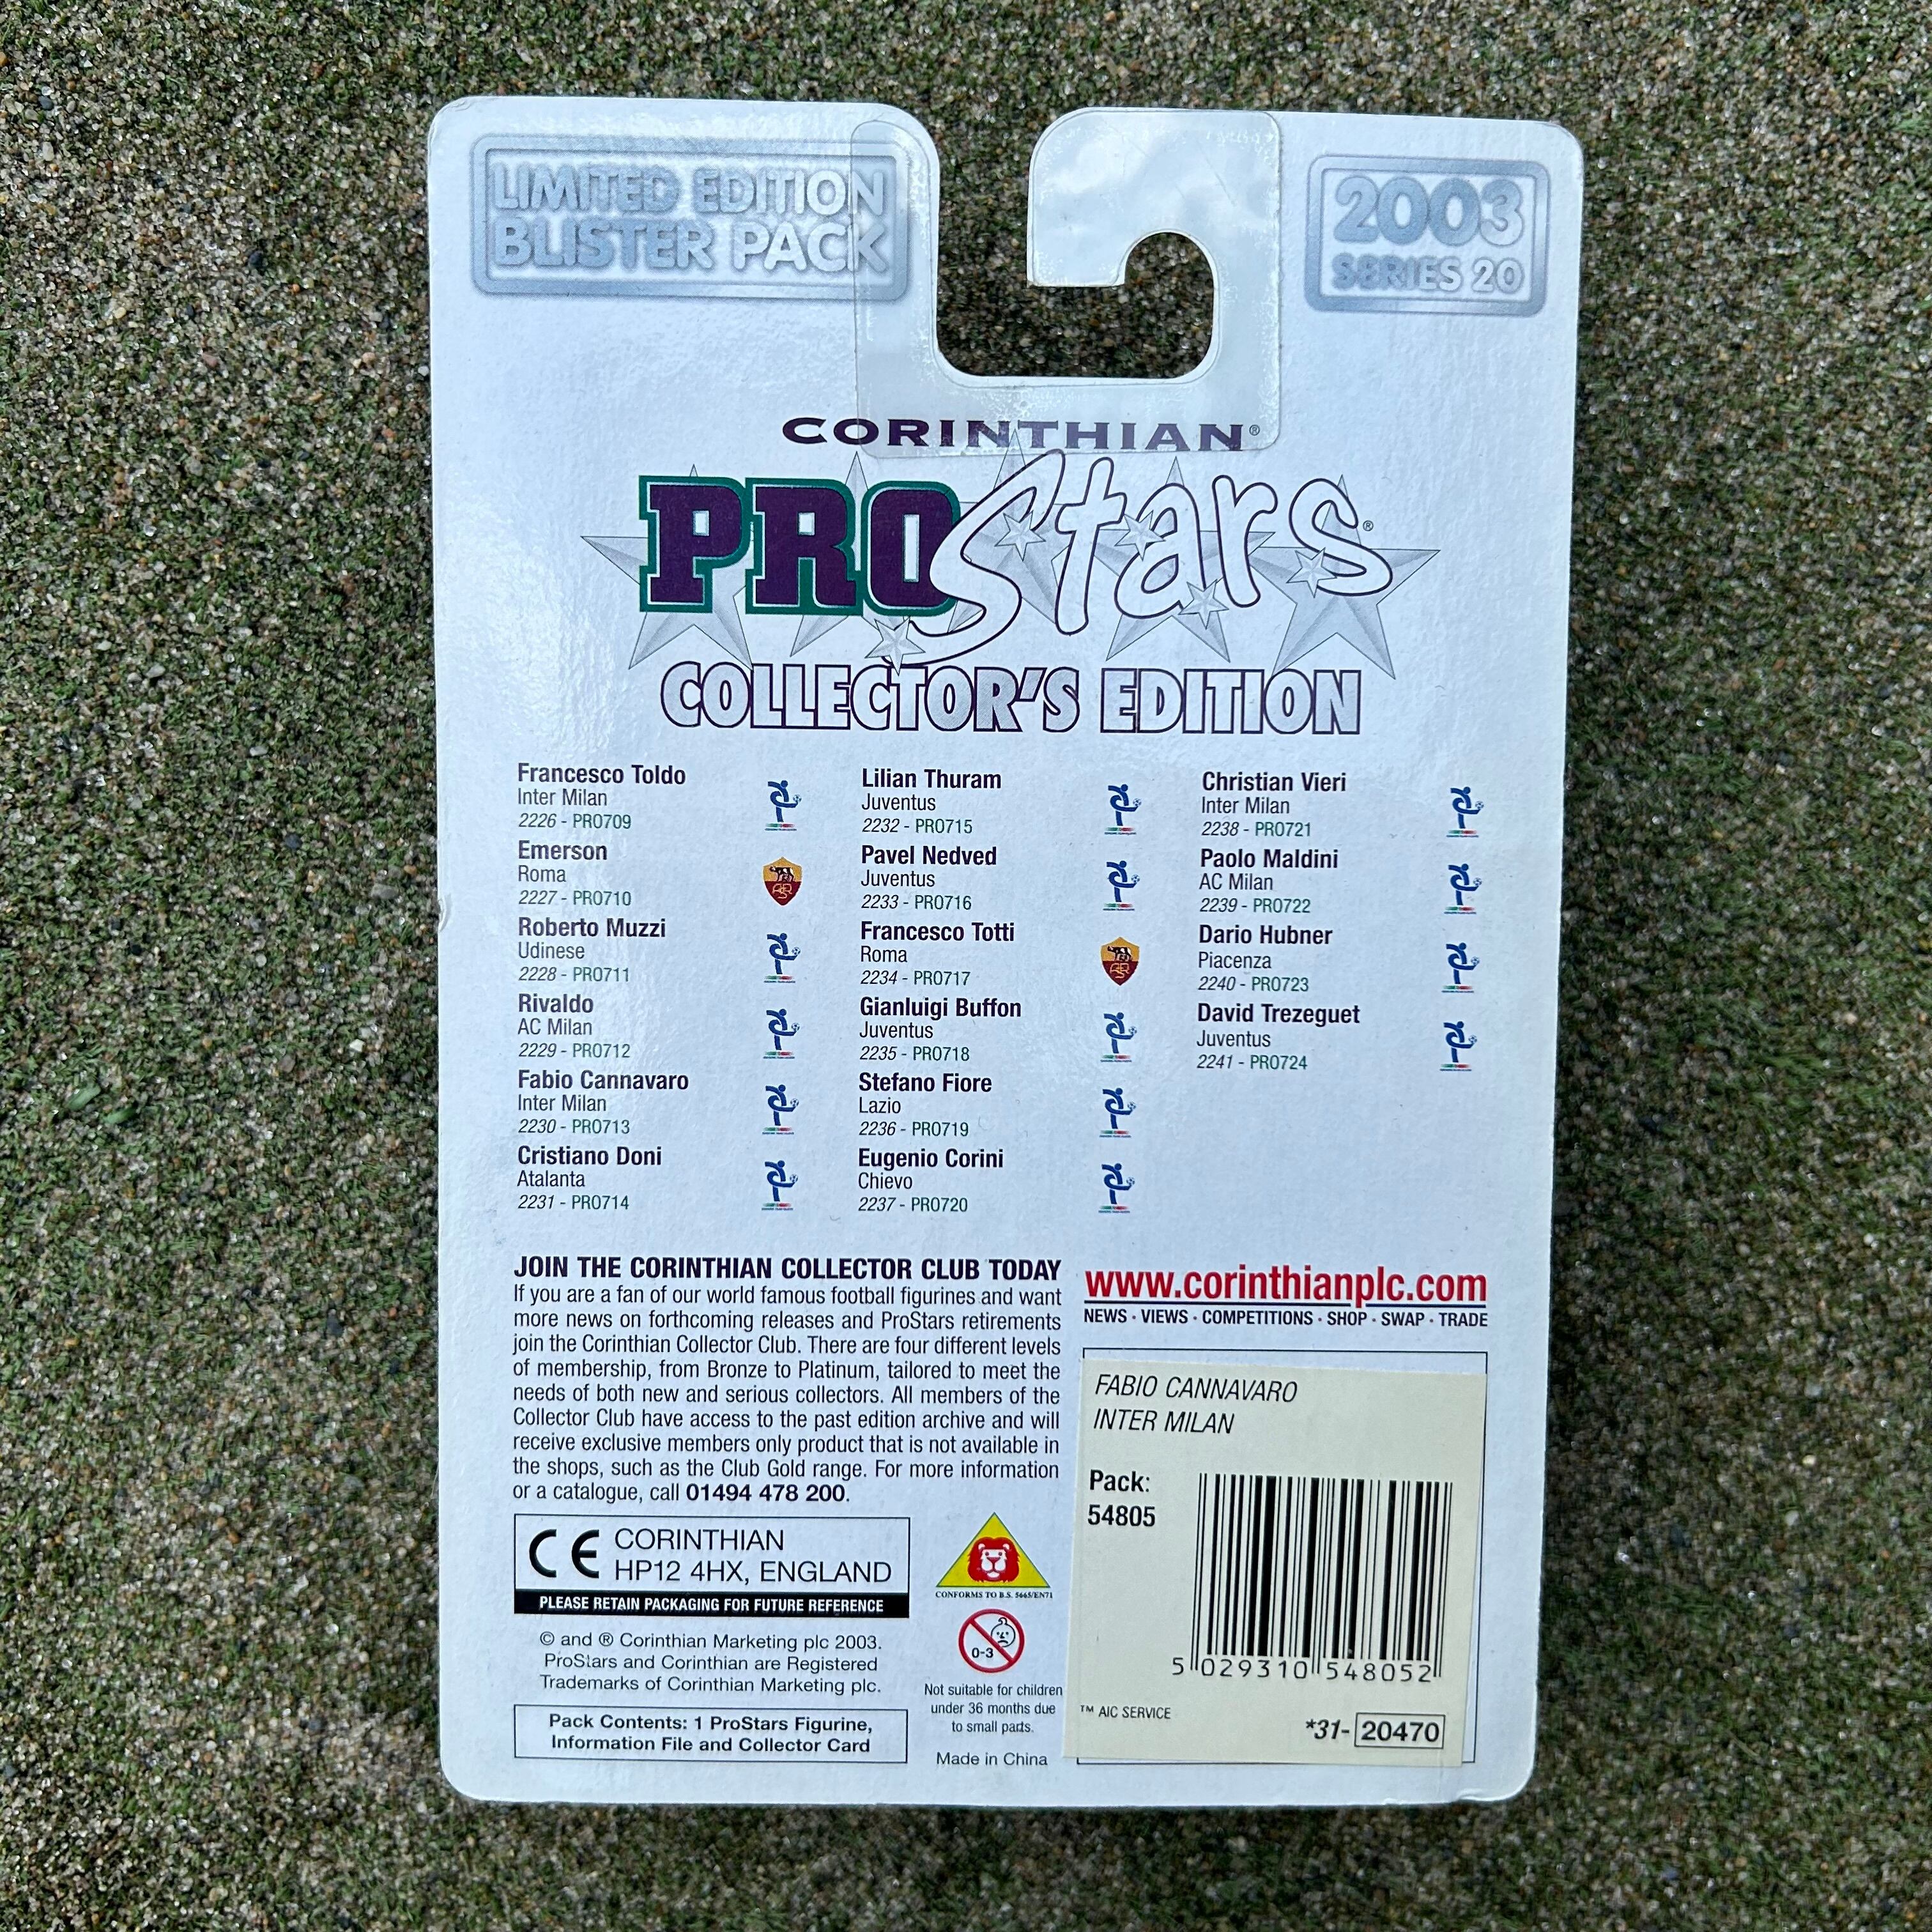 LIMITED EDITION
BLISTER PACK
2003
SERIES 20
CORINTHIAN®
PROStars®
COLLECTOR'S EDITION
Francesco Toldo
Inter Milan
2226 - PRO709
Emerson
Roma
2227 - PRO710
Roberto Muzzi
Udinese
2228 - PRO711
Rivaldo
AC Milan
2229 - PRO712
Fabio Cannavaro
Inter Milan
2230 - PRO713
Cristiano Doni
Atalanta
2231 - PRO714
Lilian Thuram
Juventus
2232 - PRO715
Pavel Nedved
Juventus
2233 - PRO716
Francesco Totti
Roma
2234 - PRO717
Gianluigi Buffon
Juventus
2235 - PRO718
Stefano Fiore
Lazio
2236 - PRO719
Eugenio Corini
Chievo
2237 - PRO720
Christian Vieri
Inter Milan
2238 - PRO721
Paolo Maldini
AC Milan
2239 - PRO722
Dario Hubner
Piacenza
2240 - PRO723
David Trezeguet
Juventus
2241 - PRO724
JOIN THE CORINTHIAN COLLECTOR CLUB TODAY
If you are a fan of our world famous football figurines and want
more news on forthcoming releases and ProStars retirements
join the Corinthian Collector Club. There are four different levels
of membership, from Bronze to Platinum, tailored to meet the
needs of both new and serious collectors. All members of the
Collector Club have access to the past edition archive and will
receive exclusive members only product that is not available in
the shops, such as the Club Gold range. For more information
or a catalogue, call 01494 478 200.
www.corinthianplc.com
NEWS · VIEWS · COMPETITIONS · SHOP · SWAP · TRADE
FABIO CANNAVARO
INTER MILAN
Pack:
54805
5 029310 548052
™ AIC SERVICE
*31- 20470
CE CORINTHIAN
HP12 4HX, ENGLAND
PLEASE RETAIN PACKAGING FOR FUTURE REFERENCE
© and ® Corinthian Marketing plc 2003.
ProStars and Corinthian are Registered
Trademarks of Corinthian Marketing plc.
Pack Contents: 1 ProStars Figurine,
Information File and Collector Card
CONFORMS TO B.S. 5665/EN71
0-3
Not suitable for children
under 36 months due
to small parts.
Made in China